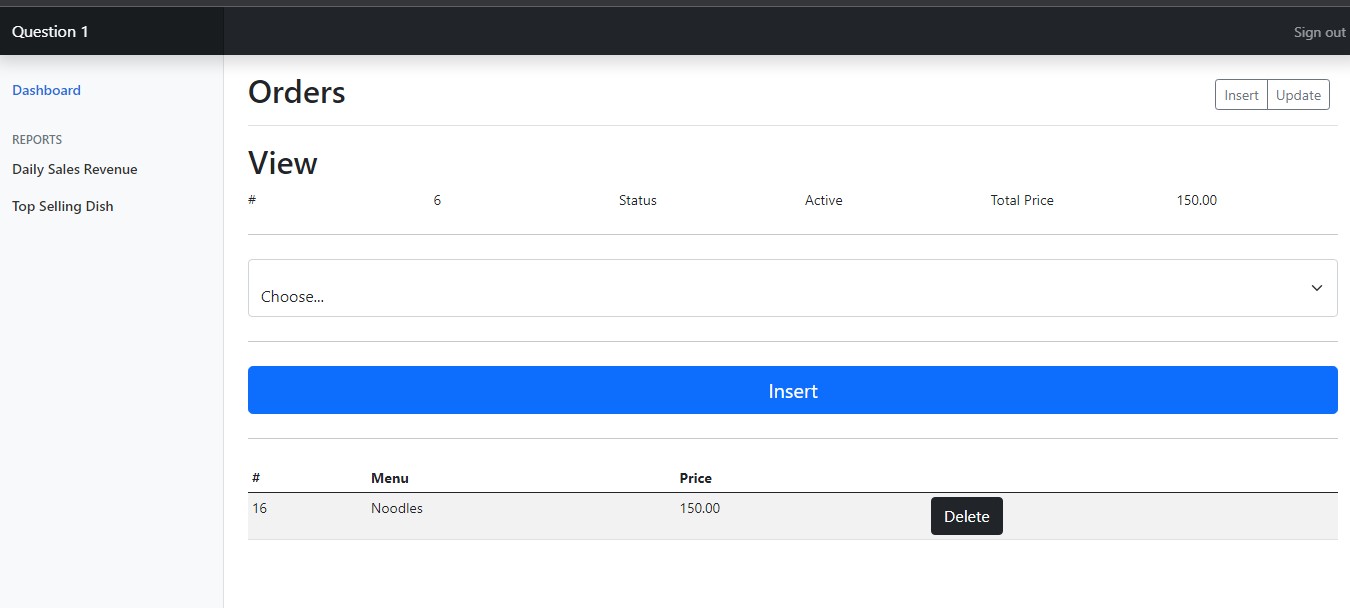 Question 1
Sign out
Dashboard
REPORTS
Daily Sales Revenue
Top Selling Dish
Orders
Insert Update
View
# 6 Status Active Total Price 150.00
Choose...
Insert
# Menu Price
16 Noodles 150.00 Delete